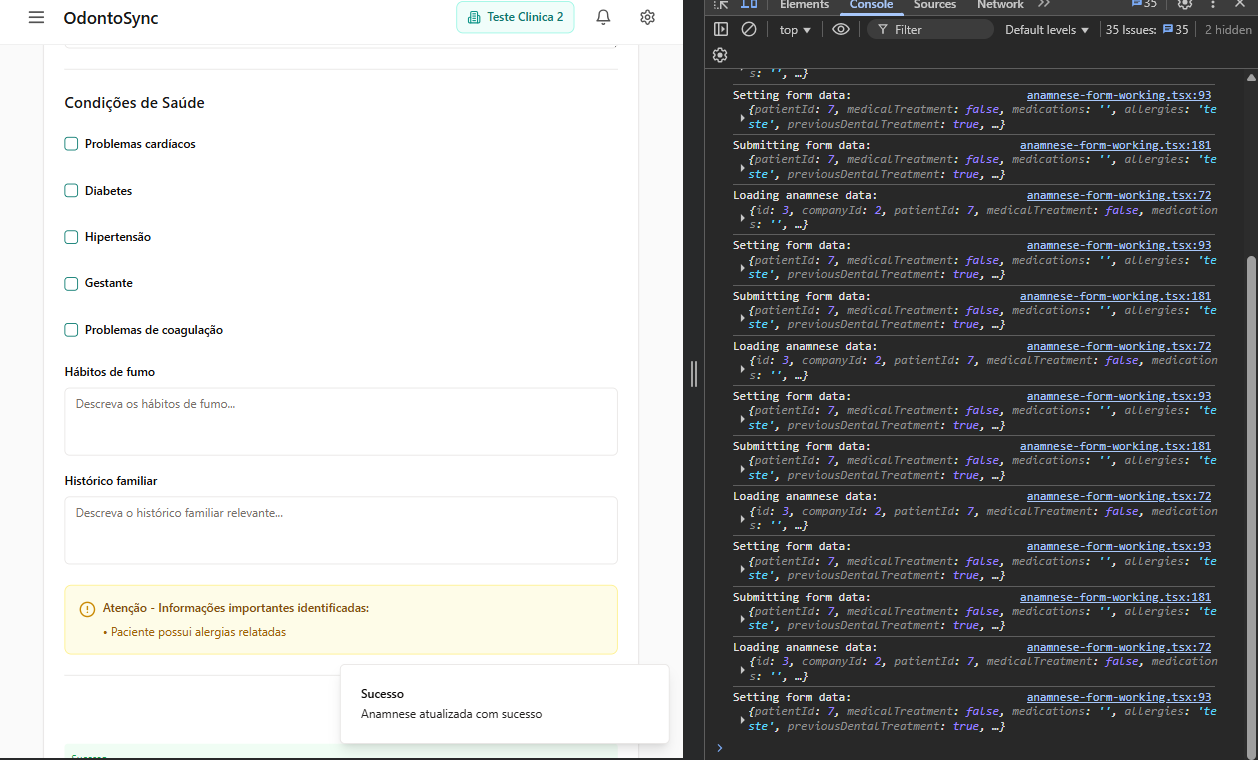 OdontoSync
Teste Clinica 2
Condições de Saúde
Problemas cardíacos
Diabetes
Hipertensão
Gestante
Problemas de coagulação
Hábitos de fumo
Descreva os hábitos de fumo...
Histórico familiar
Descreva o histórico familiar relevante...
Atenção - Informações importantes identificadas:
• Paciente possui alergias relatadas
Sucesso
Anamnese atualizada com sucesso
Sucesso
Elements
Console
Sources
Network
35
top
Filter
Default levels
35 Issues:
35
2 hidden
s: '', …}
Setting form data: anamnese-form-working.tsx:93
{patientId: 7, medicalTreatment: false, medications: '', allergies: 'te
ste', previousDentalTreatment: true, …}
Submitting form data: anamnese-form-working.tsx:181
{patientId: 7, medicalTreatment: false, medications: '', allergies: 'te
ste', previousDentalTreatment: true, …}
Loading anamnese data: anamnese-form-working.tsx:72
{id: 3, companyId: 2, patientId: 7, medicalTreatment: false, medication
s: '', …}
Setting form data: anamnese-form-working.tsx:93
{patientId: 7, medicalTreatment: false, medications: '', allergies: 'te
ste', previousDentalTreatment: true, …}
Submitting form data: anamnese-form-working.tsx:181
{patientId: 7, medicalTreatment: false, medications: '', allergies: 'te
ste', previousDentalTreatment: true, …}
Loading anamnese data: anamnese-form-working.tsx:72
{id: 3, companyId: 2, patientId: 7, medicalTreatment: false, medication
s: '', …}
Setting form data: anamnese-form-working.tsx:93
{patientId: 7, medicalTreatment: false, medications: '', allergies: 'te
ste', previousDentalTreatment: true, …}
Submitting form data: anamnese-form-working.tsx:181
{patientId: 7, medicalTreatment: false, medications: '', allergies: 'te
ste', previousDentalTreatment: true, …}
Loading anamnese data: anamnese-form-working.tsx:72
{id: 3, companyId: 2, patientId: 7, medicalTreatment: false, medication
s: '', …}
Setting form data: anamnese-form-working.tsx:93
{patientId: 7, medicalTreatment: false, medications: '', allergies: 'te
ste', previousDentalTreatment: true, …}
Submitting form data: anamnese-form-working.tsx:181
{patientId: 7, medicalTreatment: false, medications: '', allergies: 'te
ste', previousDentalTreatment: true, …}
Loading anamnese data: anamnese-form-working.tsx:72
{id: 3, companyId: 2, patientId: 7, medicalTreatment: false, medication
s: '', …}
Setting form data: anamnese-form-working.tsx:93
{patientId: 7, medicalTreatment: false, medications: '', allergies: 'te
ste', previousDentalTreatment: true, …}